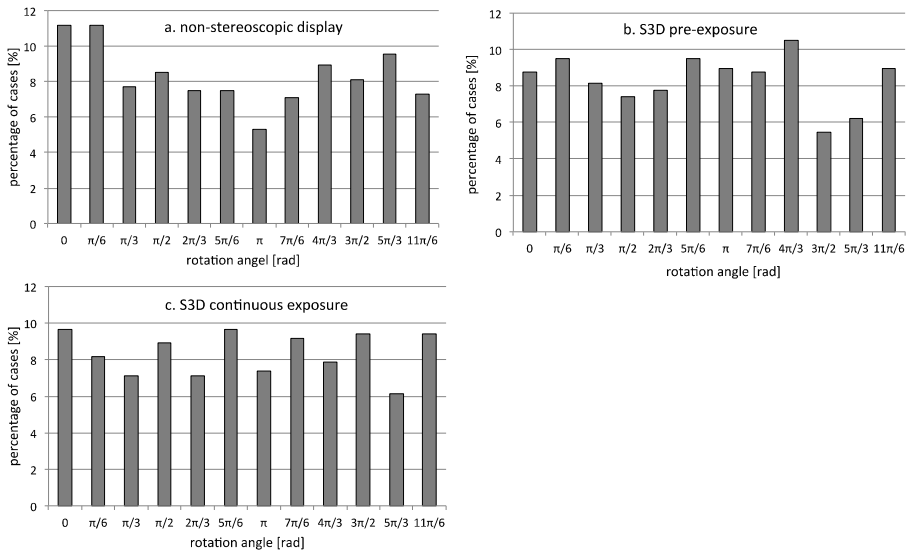 a. non-stereoscopic display
percentage of cases [%]
12
10
8
6
4
2
0
0 π/6 π/3 π/2 2π/3 5π/6 π 7π/6 4π/3 3π/2 5π/3 11π/6
rotation angel [rad]
b. S3D pre-exposure
percentage of cases [%]
12
10
8
6
4
2
0
0 π/6 π/3 π/2 2π/3 5π/6 π 7π/6 4π/3 3π/2 5π/3 11π/6
rotation angle [rad]
c. S3D continuous exposure
percentage of cases [%]
12
10
8
6
4
2
0
0 π/6 π/3 π/2 2π/3 5π/6 π 7π/6 4π/3 3π/2 5π/3 11π/6
rotation angle [rad]